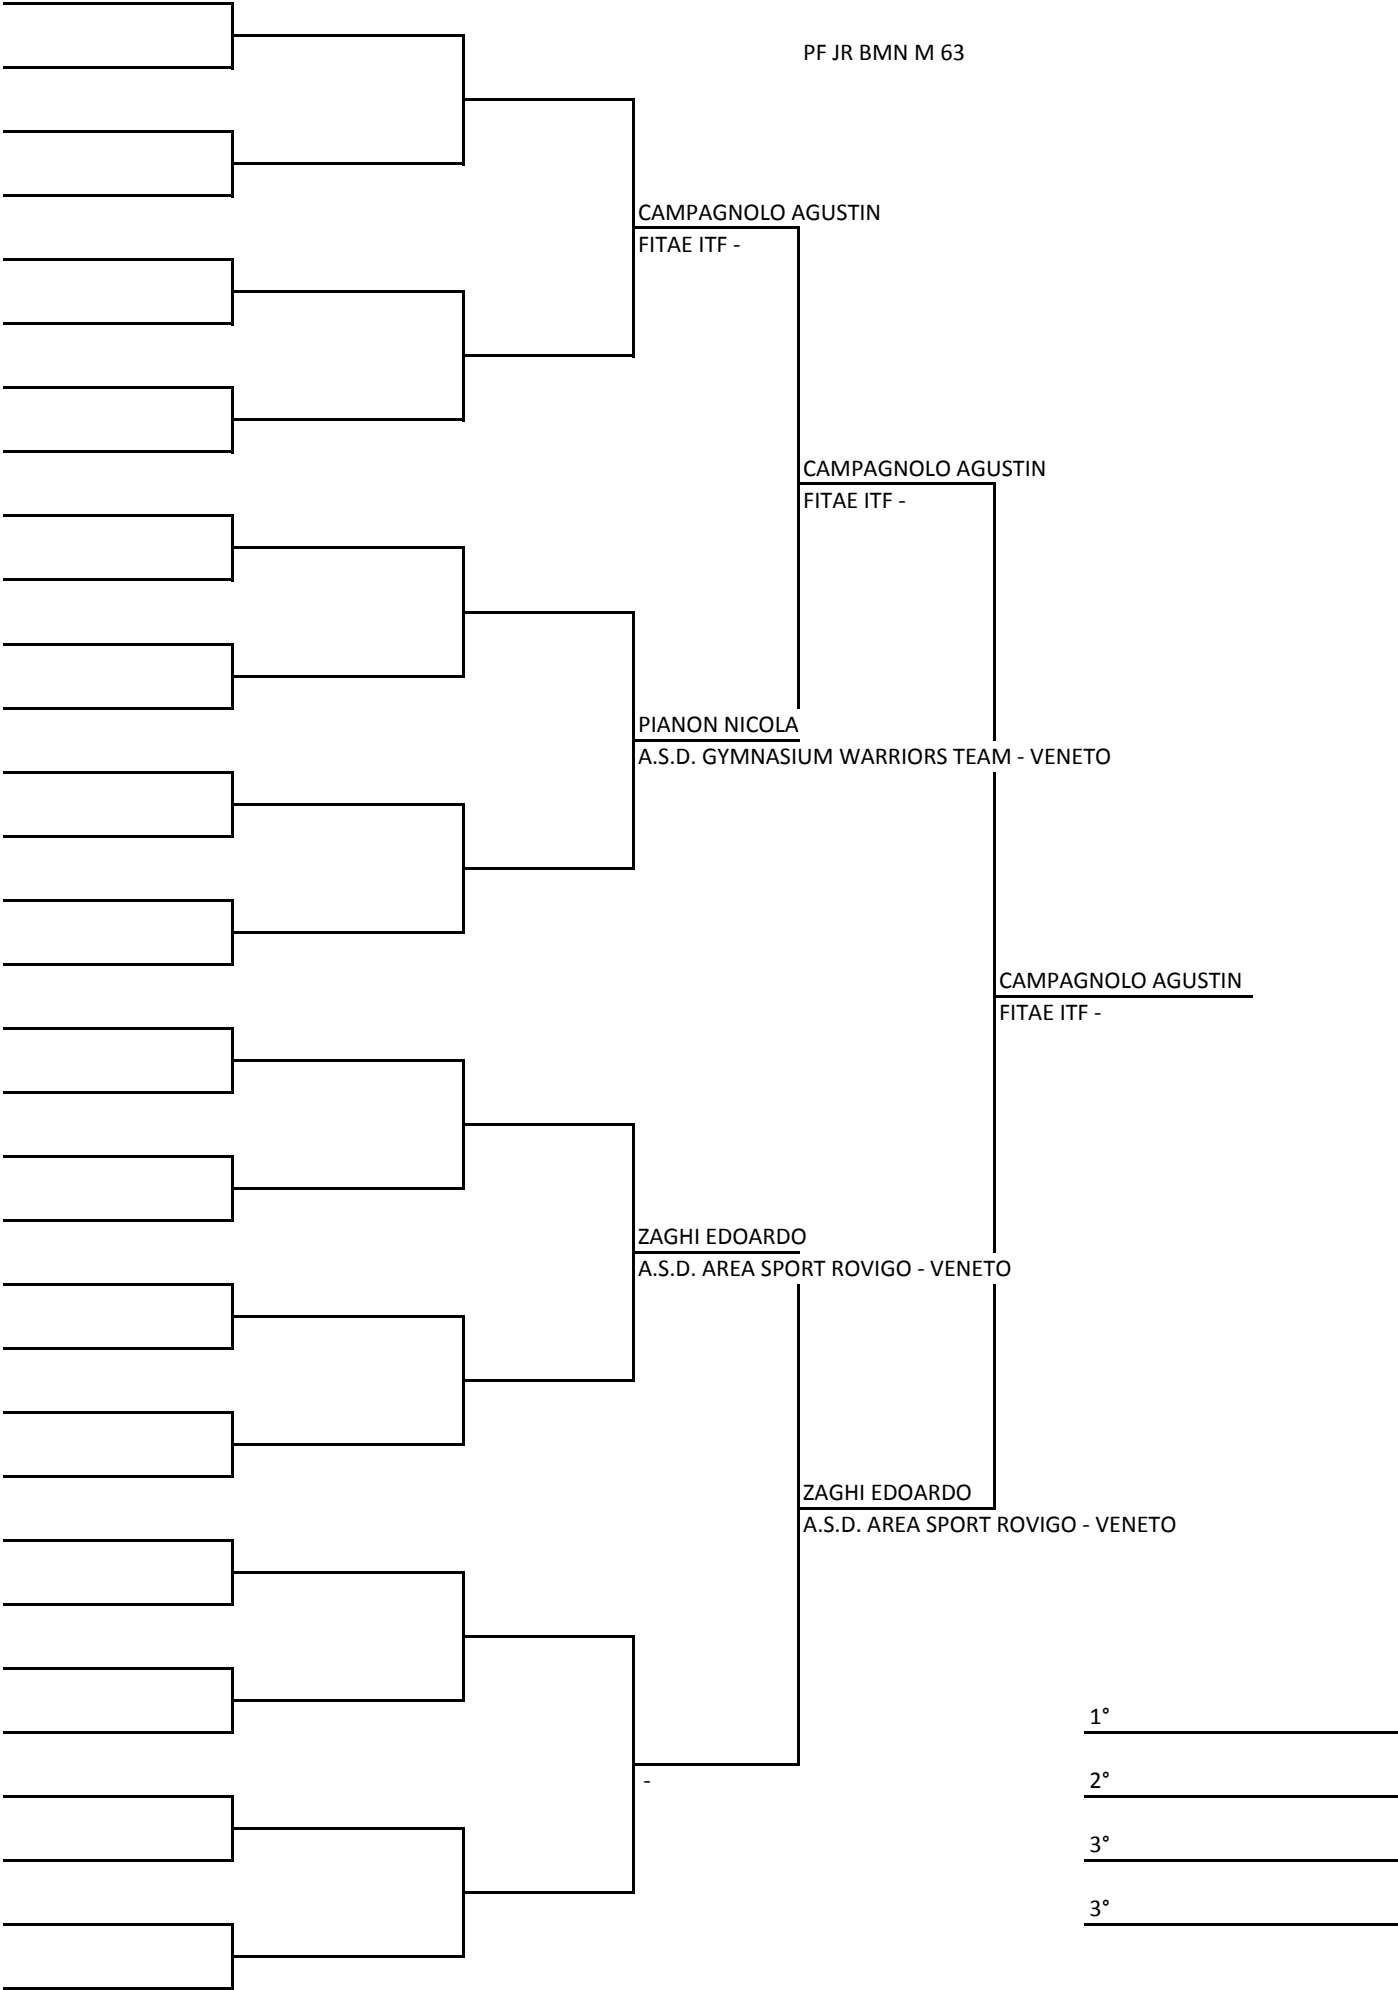 PF JR BMN M 63
CAMPAGNOLO AGUSTIN
FITAE ITF -
CAMPAGNOLO AGUSTIN
FITAE ITF -
PIANON NICOLA
A.S.D. GYMNASIUM WARRIORS TEAM - VENETO
CAMPAGNOLO AGUSTIN
FITAE ITF -
ZAGHI EDOARDO
A.S.D. AREA SPORT ROVIGO - VENETO
ZAGHI EDOARDO
A.S.D. AREA SPORT ROVIGO - VENETO
1°
-
2°
3°
3°